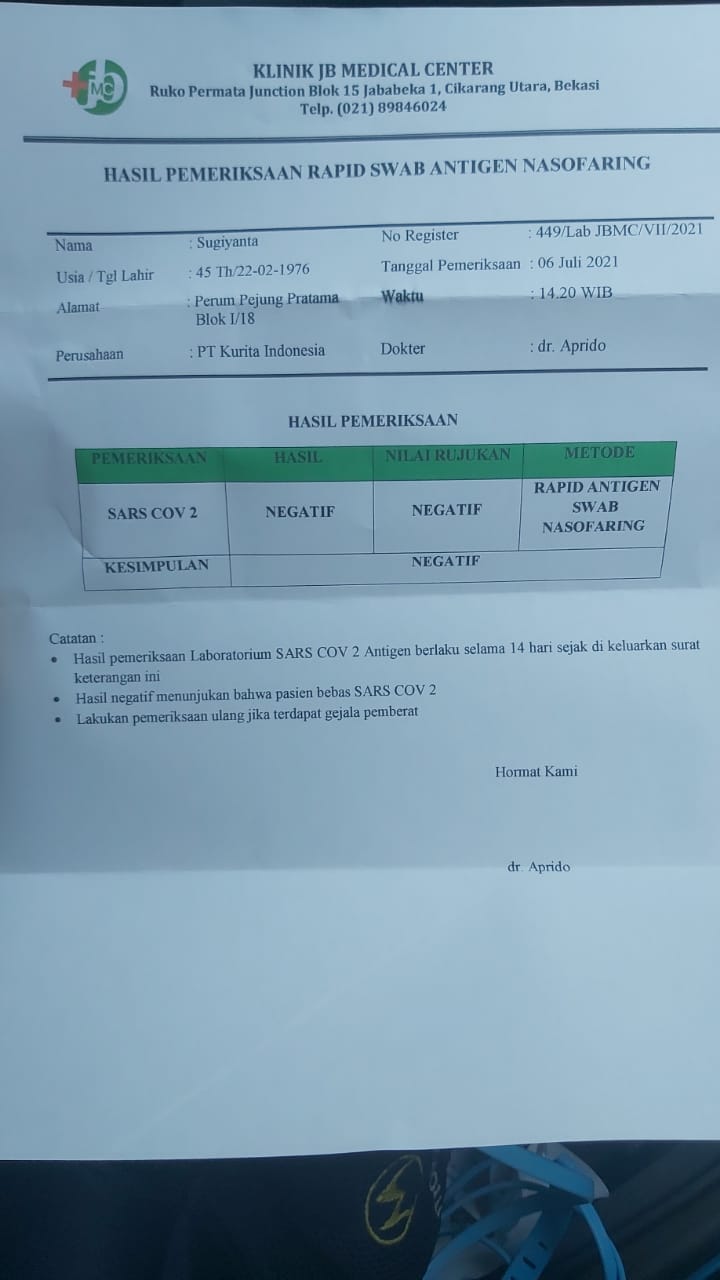 jb
MC
KLINIK JB MEDICAL CENTER
Ruko Permata Junction Blok 15 Jababeka 1, Cikarang Utara, Bekasi
Telp. (021) 89846024
HASIL PEMERIKSAAN RAPID SWAB ANTIGEN NASOFARING
Nama : Sugiyanta No Register : 449/Lab JBMC/VII/2021
Usia / Tgl Lahir : 45 Th/22-02-1976 Tanggal Pemeriksaan : 06 Juli 2021
Alamat : Perum Pejung Pratama Waktu : 14.20 WIB
Blok I/18
Perusahaan : PT Kurita Indonesia Dokter : dr. Aprido
HASIL PEMERIKSAAN
PEMERIKSAAN HASIL NILAI RUJUKAN METODE
SARS COV 2 NEGATIF NEGATIF RAPID ANTIGEN
SWAB
NASOFARING
KESIMPULAN NEGATIF
Catatan :
• Hasil pemeriksaan Laboratorium SARS COV 2 Antigen berlaku selama 14 hari sejak di keluarkan surat
keterangan ini
• Hasil negatif menunjukan bahwa pasien bebas SARS COV 2
• Lakukan pemeriksaan ulang jika terdapat gejala pemberat
Hormat Kami
dr. Aprido